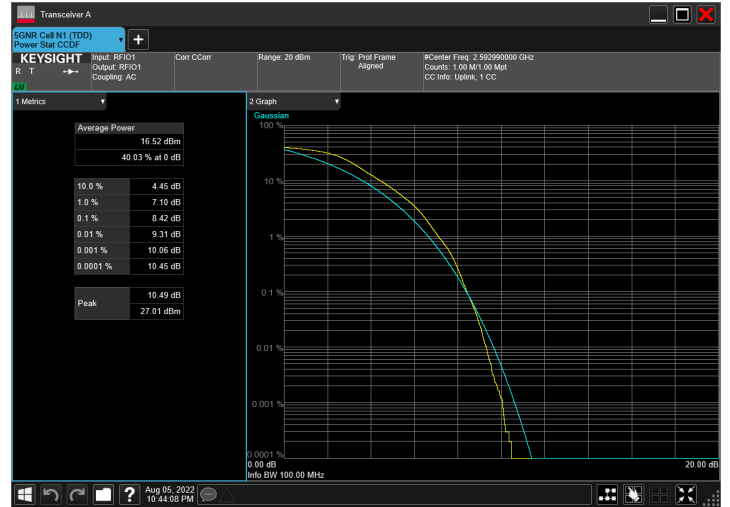 Transceiver A
5GNR Cell N1 (TDD)
Power Stat CCDF
KEYSIGHT
R T
LXI
Input: RFIO1
Output: RFIO1
Coupling: AC
Corr CCorr
Range: 20 dBm
Trig: Prot Frame
Aligned
#Center Freq: 2.592990000 GHz
Counts: 1.00 M/1.00 Mpt
CC Info: Uplink, 1 CC
1 Metrics
Average Power
16.52 dBm
40.03 % at 0 dB
10.0 % 4.45 dB
1.0 % 7.10 dB
0.1 % 8.42 dB
0.01 % 9.31 dB
0.001 % 10.06 dB
0.0001 % 10.45 dB
Peak 10.49 dB
27.01 dBm
2 Graph
Gaussian
100 %
10 %
1 %
0.1 %
0.01 %
0.001 %
0.0001 %
0.00 dB 20.00 dB
Info BW 100.00 MHz
?
Aug 05, 2022
10:44:08 PM